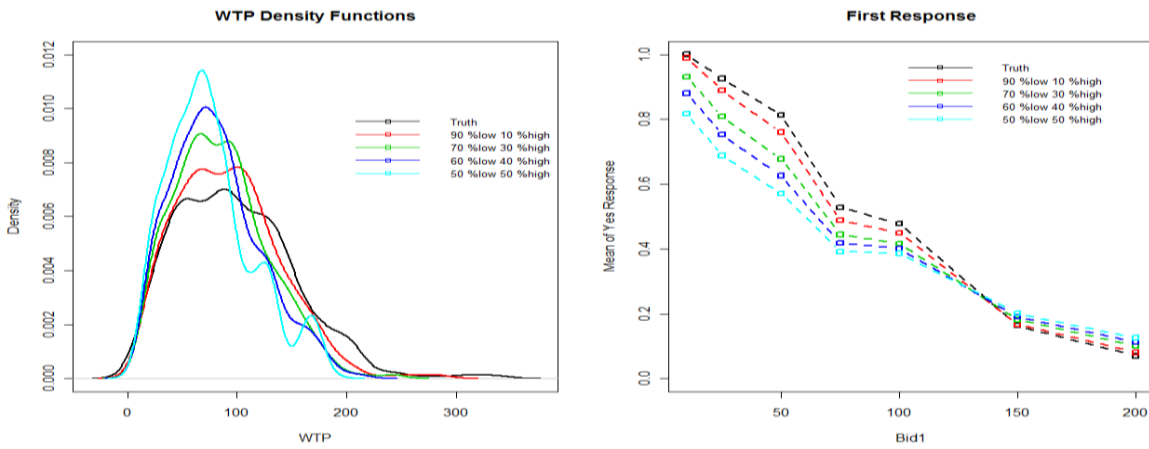 WTP Density Functions
0.012
0.010
0.008
0.006
0.004
0.002
0.000
Density
Truth
90 %low 10 %high
70 %low 30 %high
60 %low 40 %high
50 %low 50 %high
0
100
200
300
WTP
First Response
1.0
0.8
0.6
0.4
0.2
0.0
Mean of Yes Response
Truth
90 %low 10 %high
70 %low 30 %high
60 %low 40 %high
50 %low 50 %high
50
100
150
200
Bid1